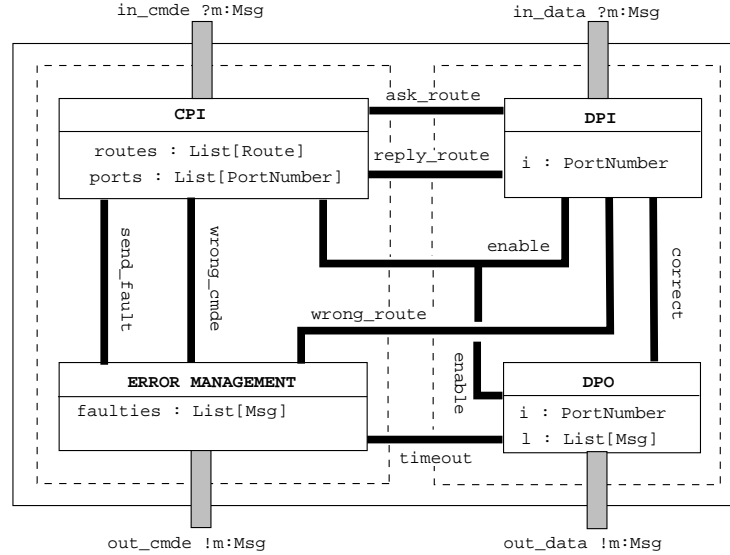 in_cmde ?m:Msg
in_data ?m:Msg
CPI
ask_route
DPI
routes : List[Route]
ports : List[PortNumber]
reply_route
i : PortNumber
send_fault
wrong_cmde
enable
correct
wrong_route
enable
ERROR MANAGEMENT
DPO
faulties : List[Msg]
i : PortNumber
l : List[Msg]
timeout
out_cmde !m:Msg
out_data !m:Msg